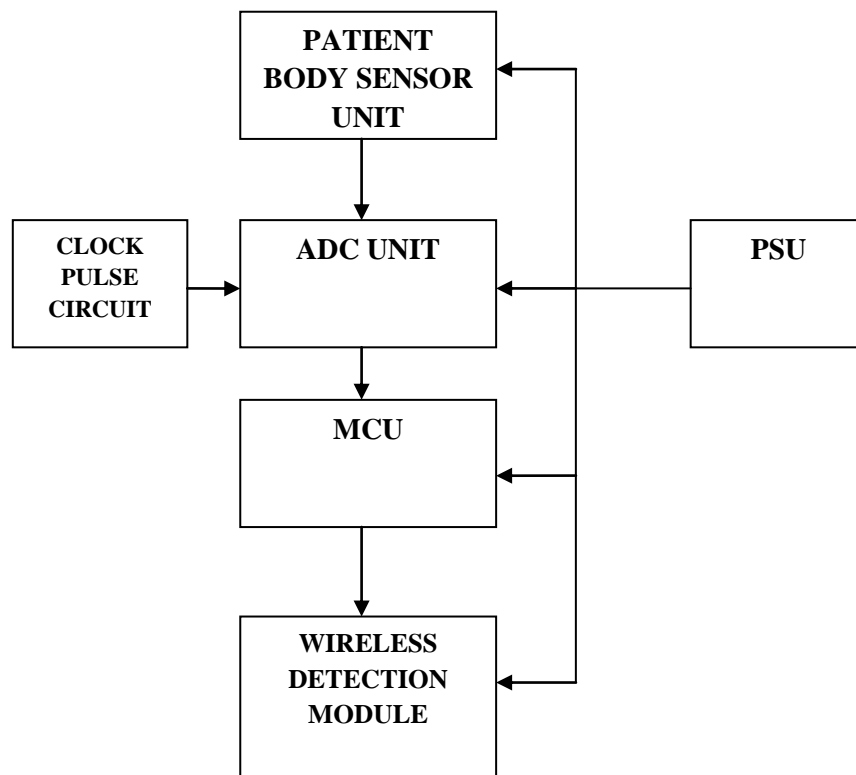 PATIENT
BODY SENSOR
UNIT
CLOCK
PULSE
CIRCUIT
ADC UNIT
PSU
MCU
WIRELESS
DETECTION
MODULE